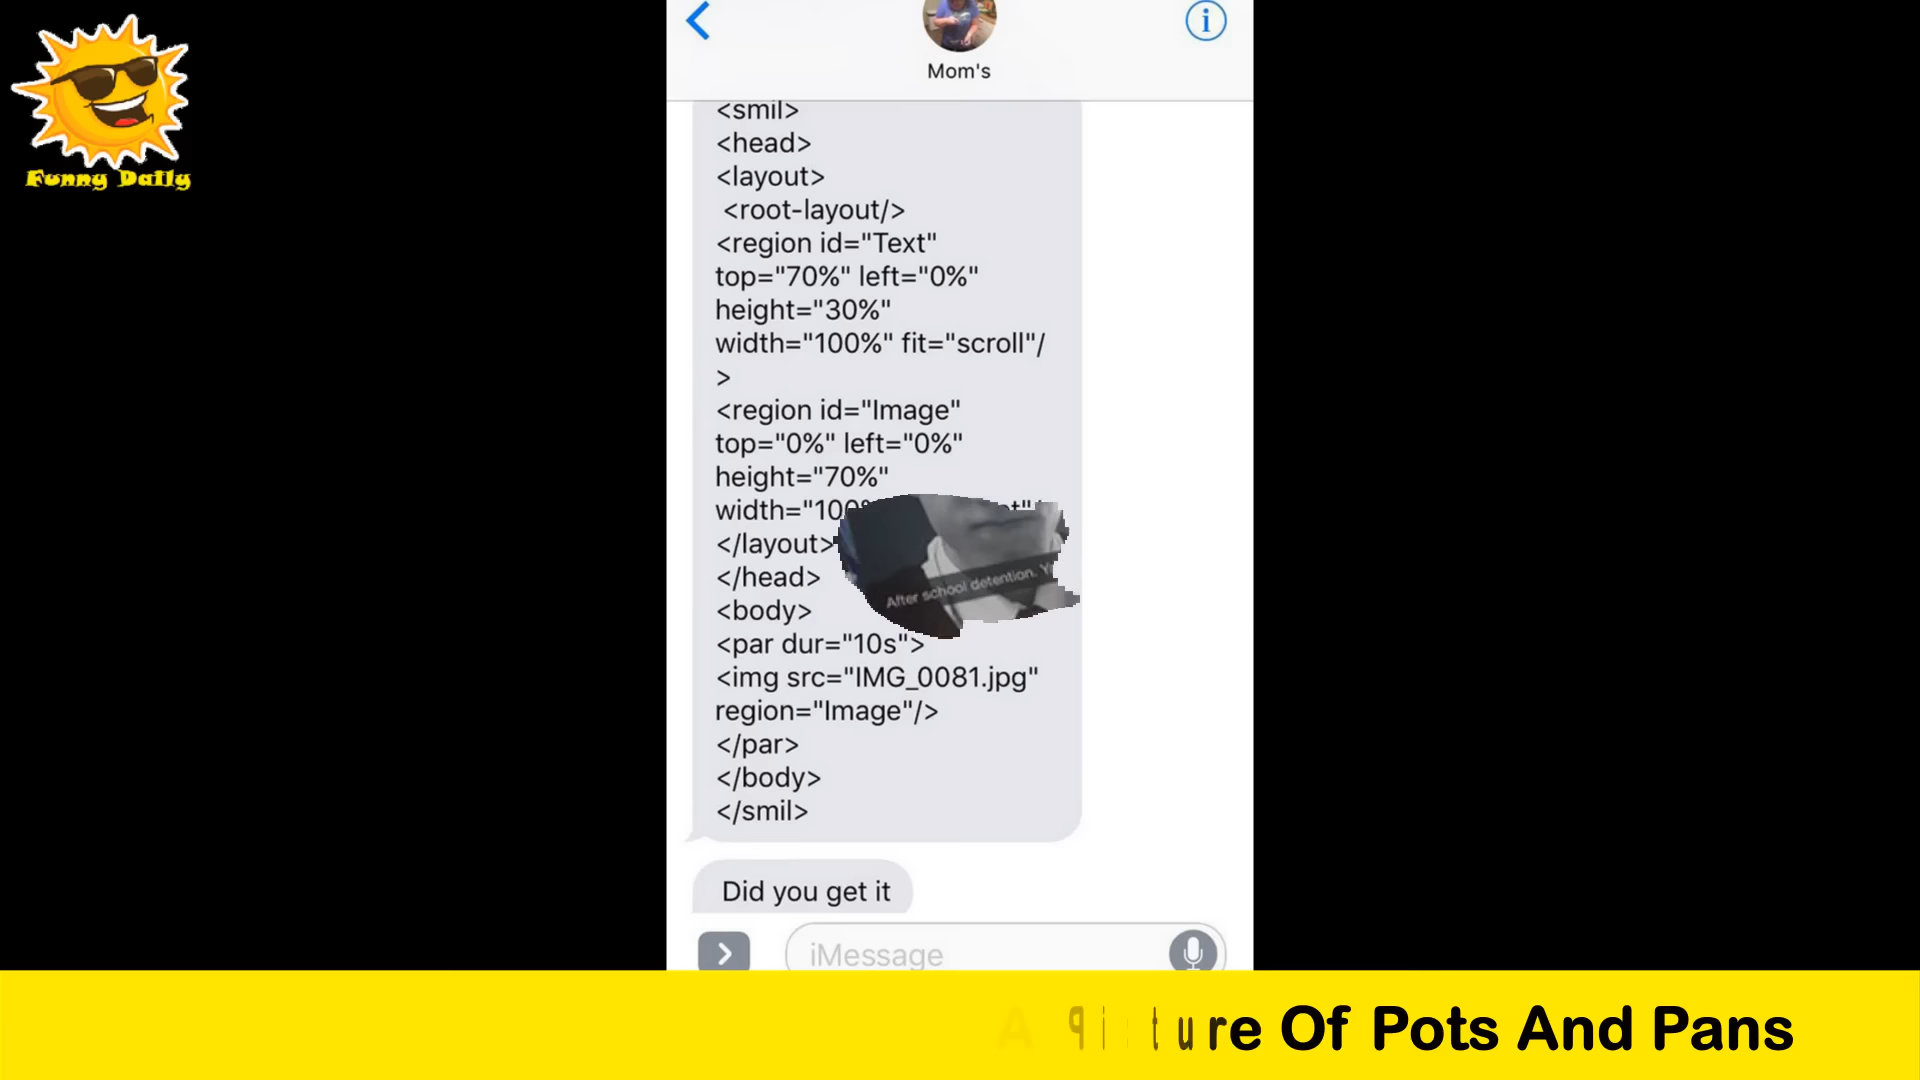 Funny Daily
Mom's
<smil>
<head>
<layout>
<root-layout/>
<region id="Text"
top="70%" left="0%"
height="30%"
width="100%" fit="scroll"/
>
<region id="Image"
top="0%" left="0%"
height="70%"
</layout>
</head>
After school detention.
<body>
<par dur="10s">
<img src="IMG_0081.jpg"
region="Image"/>
</par>
</body>
</smil>
Did you get it
iMessage
A Picture Of Pots And Pans